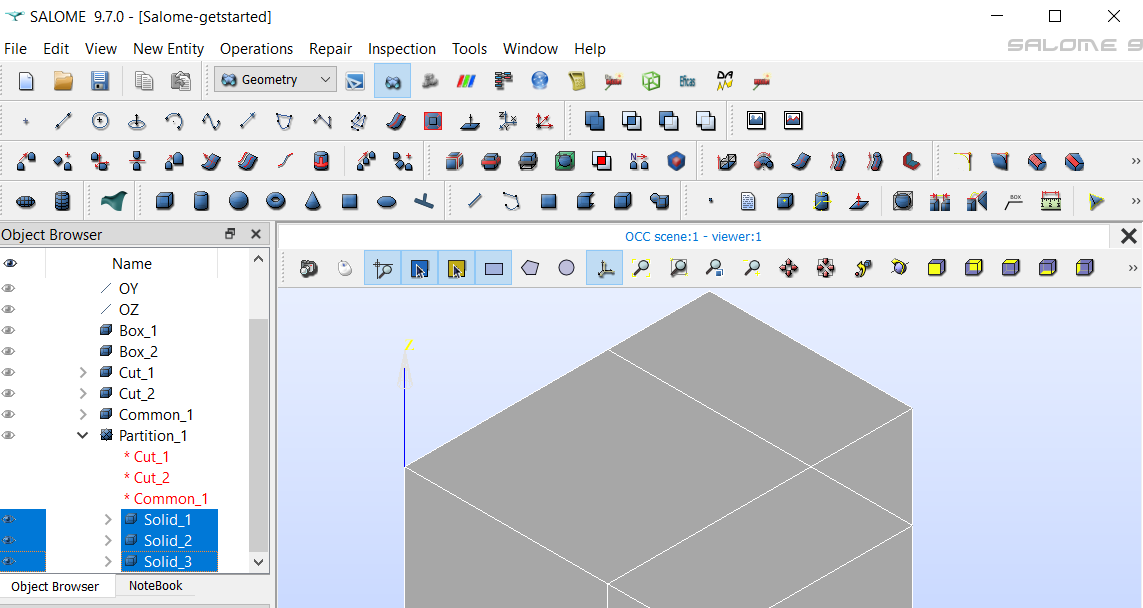 SALOME 9.7.0 - [Salome-getstarted]
File Edit View New Entity Operations Repair Inspection Tools Window Help
SALOME 9
Geometry
Eficas
N
BOX
Object Browser
OCC scene:1 - viewer:1
Name
OY
OZ
Box_1
Box_2
Cut_1
Cut_2
Common_1
Partition_1
* Cut_1
* Cut_2
* Common_1
Solid_1
Solid_2
Solid_3
Object Browser NoteBook